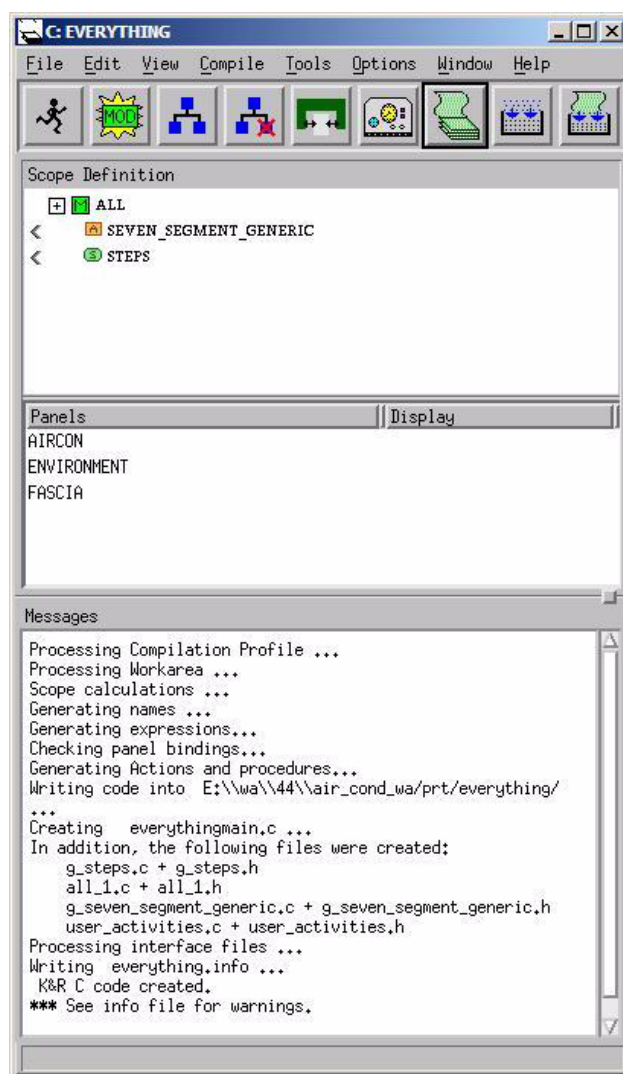 C: EVERYTHING
File Edit View Compile Tools Options Window Help
MOD
Scope Definition
M ALL
A SEVEN_SEGMENT_GENERIC
S STEPS
Panels Display
AIRCON
ENVIRONMENT
FASCIA
Messages
Processing Compilation Profile ...
Processing Workarea ...
Scope calculations ...
Generating names ...
Generating expressions...
Checking panel bindings...
Generating Actions and procedures...
Writing code into E:\\wa\\44\\air_cond_wa/prt/everything/
...
Creating everythingmain.c ...
In addition, the following files were created:
g_steps.c + g_steps.h
all_1.c + all_1.h
g_seven_segment_generic.c + g_seven_segment_generic.h
user_activities.c + user_activities.h
Processing interface files ...
Writing everything.info ...
K&R C code created.
*** See info file for warnings.